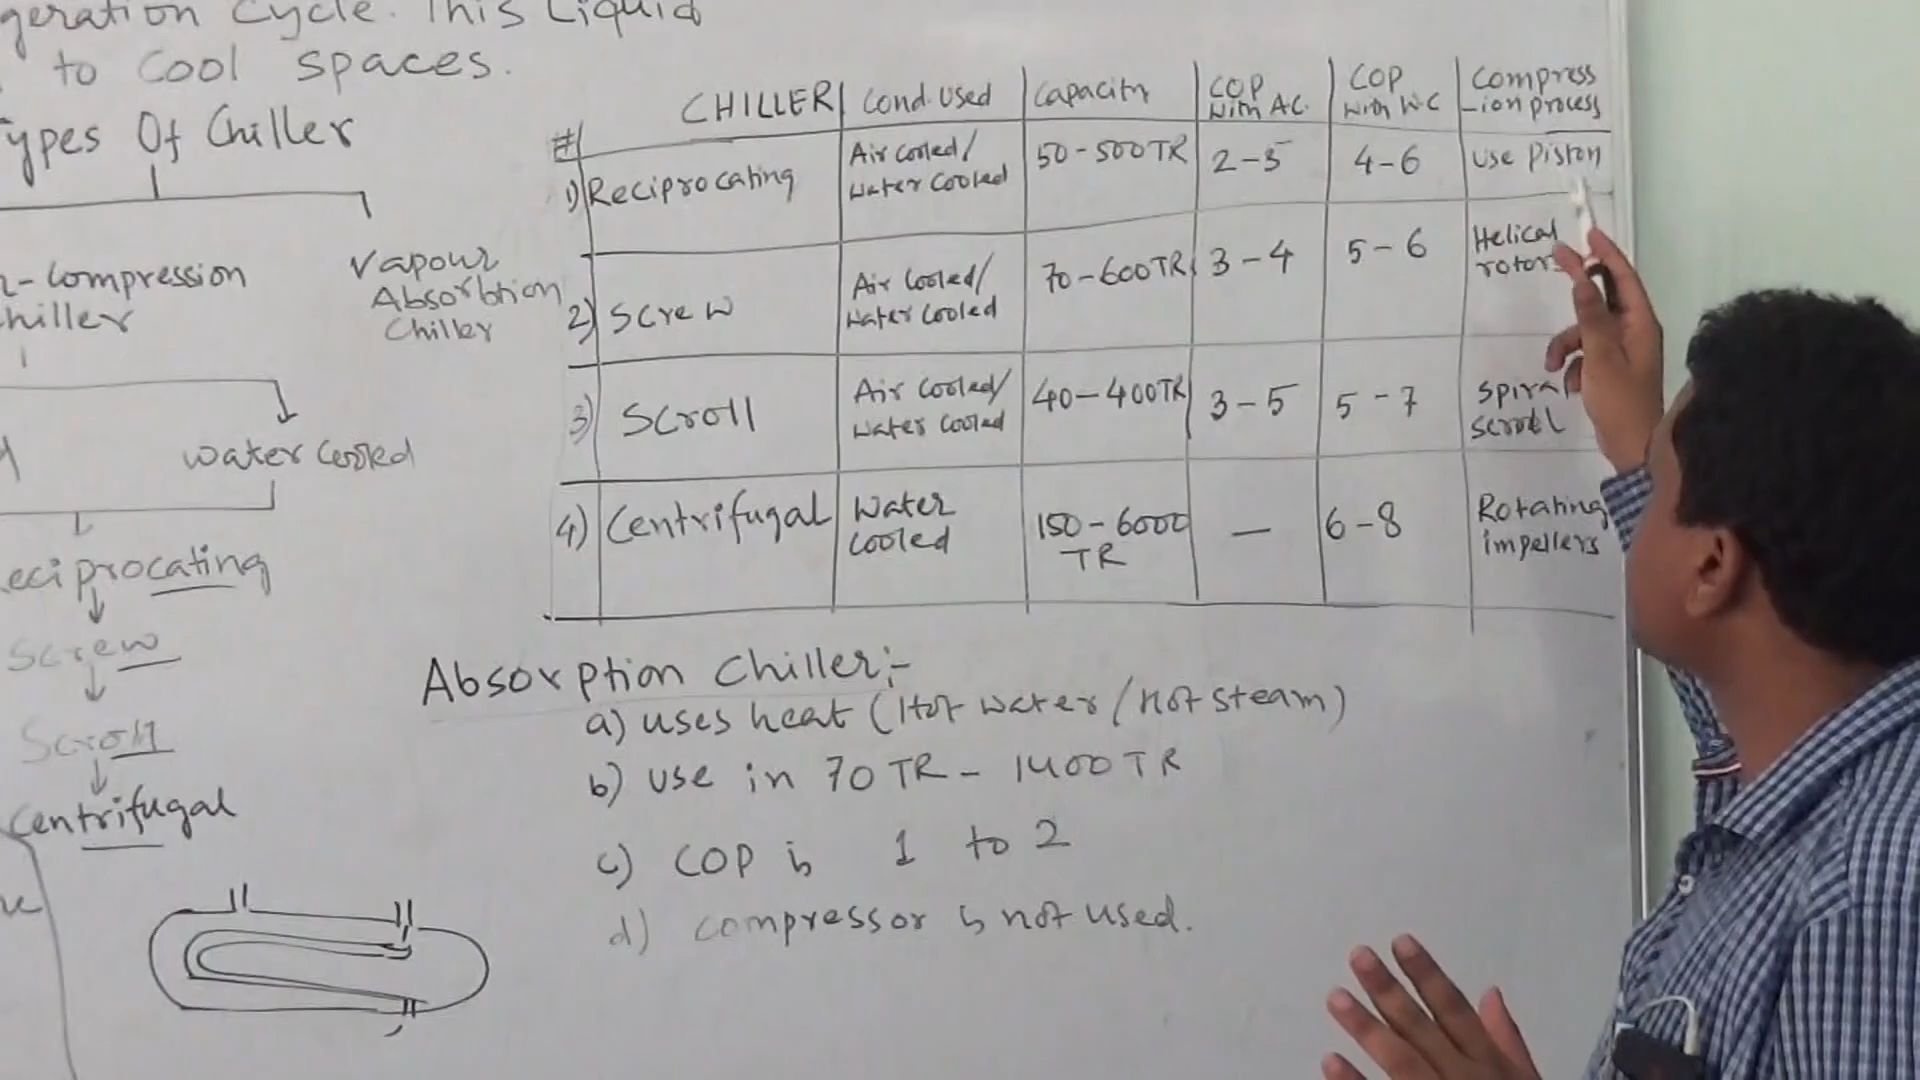 geration Cycle. This Liquid
to Cool spaces.
Types Of Chiller
r-Compression
hiller
Vapour
Absorbtion
Chiller
water cooled
eciprocating
Screw
Scroll
Centrifugal
# CHILLER Cond. Used Capacity COP with A.C. COP with W.C Compress-ion process
1) Reciprocating Air cooled/ Water cooled 50-500TR 2-5 4-6 Use Piston
2) Screw Air cooled/ Water cooled 70-600TR 3-4 5-6 Helical rotors
3) Scroll Air cooled/ Water cooled 40-400TR 3-5 5-7 Spiral scroll
4) Centrifugal Water cooled 150-6000 TR — 6-8 Rotating impellers
Absorption Chiller:-
a) uses heat (Hot water/hot steam)
b) use in 70 TR - 1400 TR
c) COP is 1 to 2
d) compressor is not used.